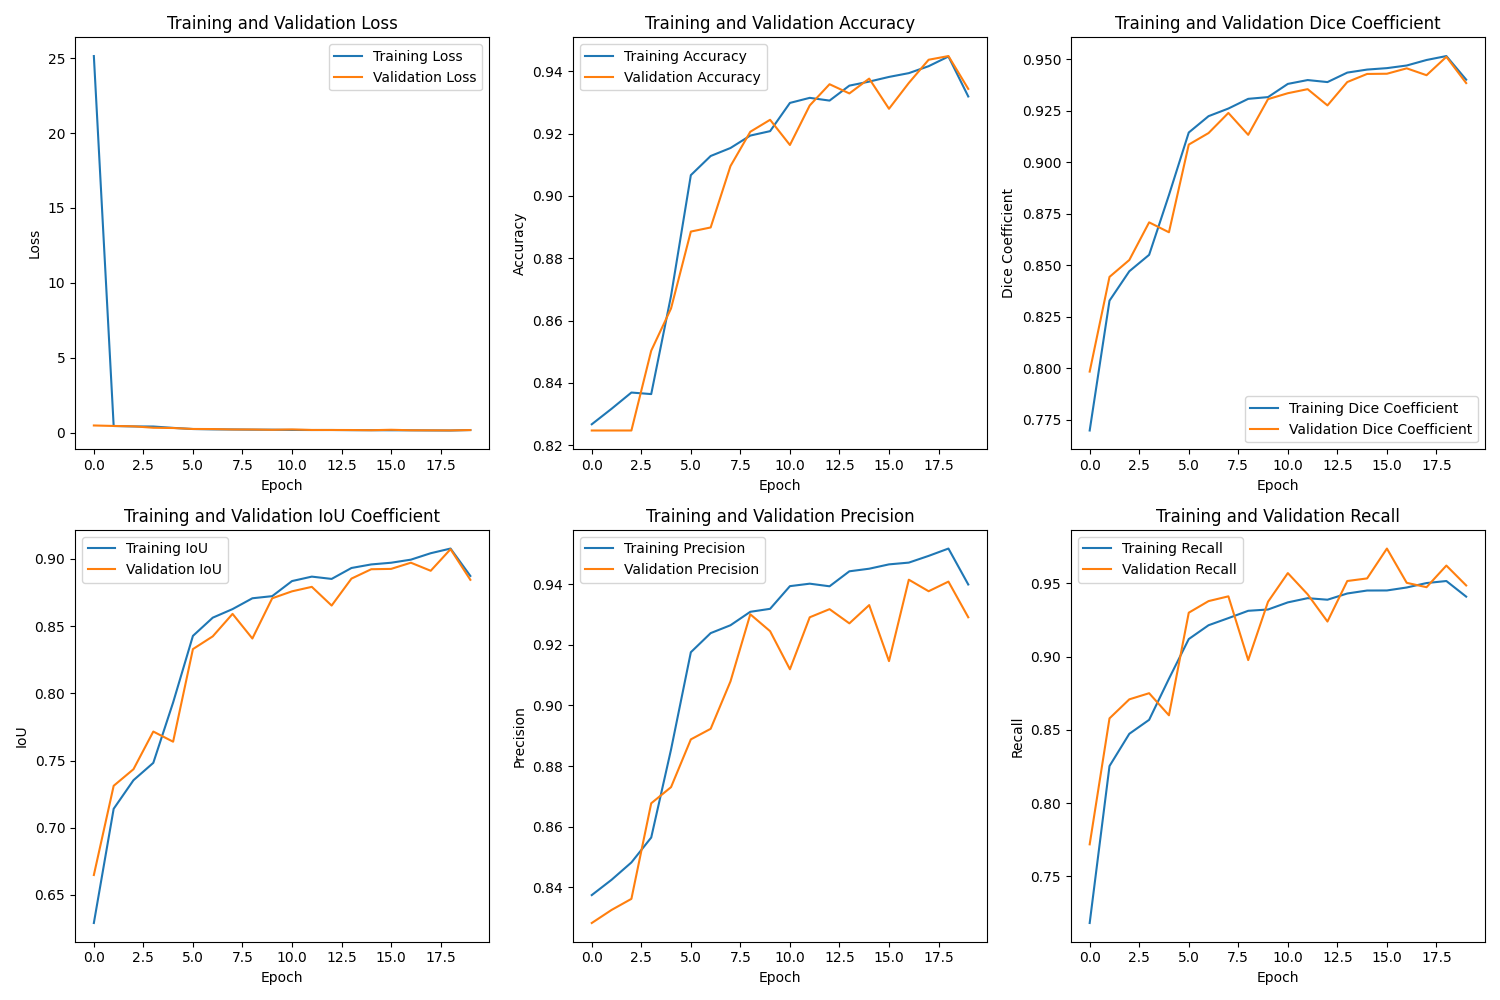 Training and Validation Loss
25
20
15
10
5
0
Loss
Training Loss
Validation Loss
0.0 2.5 5.0 7.5 10.0 12.5 15.0 17.5
Epoch
Training and Validation Accuracy
0.94
0.92
0.90
0.88
0.86
0.84
0.82
Accuracy
Training Accuracy
Validation Accuracy
0.0 2.5 5.0 7.5 10.0 12.5 15.0 17.5
Epoch
Training and Validation Dice Coefficient
0.950
0.925
0.900
0.875
0.850
0.825
0.800
0.775
Dice Coefficient
Training Dice Coefficient
Validation Dice Coefficient
0.0 2.5 5.0 7.5 10.0 12.5 15.0 17.5
Epoch
Training and Validation IoU Coefficient
0.90
0.85
0.80
0.75
0.70
0.65
IoU
Training IoU
Validation IoU
0.0 2.5 5.0 7.5 10.0 12.5 15.0 17.5
Epoch
Training and Validation Precision
0.94
0.92
0.90
0.88
0.86
0.84
Precision
Training Precision
Validation Precision
0.0 2.5 5.0 7.5 10.0 12.5 15.0 17.5
Epoch
Training and Validation Recall
0.95
0.90
0.85
0.80
0.75
Recall
Training Recall
Validation Recall
0.0 2.5 5.0 7.5 10.0 12.5 15.0 17.5
Epoch